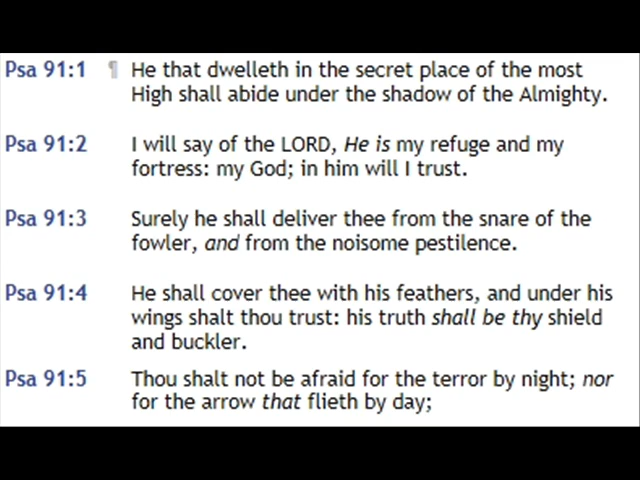 Psa 91:1 ¶ He that dwelleth in the secret place of the most
High shall abide under the shadow of the Almighty.
Psa 91:2 I will say of the LORD, He is my refuge and my
fortress: my God; in him will I trust.
Psa 91:3 Surely he shall deliver thee from the snare of the
fowler, and from the noisome pestilence.
Psa 91:4 He shall cover thee with his feathers, and under his
wings shalt thou trust: his truth shall be thy shield
and buckler.
Psa 91:5 Thou shalt not be afraid for the terror by night; nor
for the arrow that flieth by day;